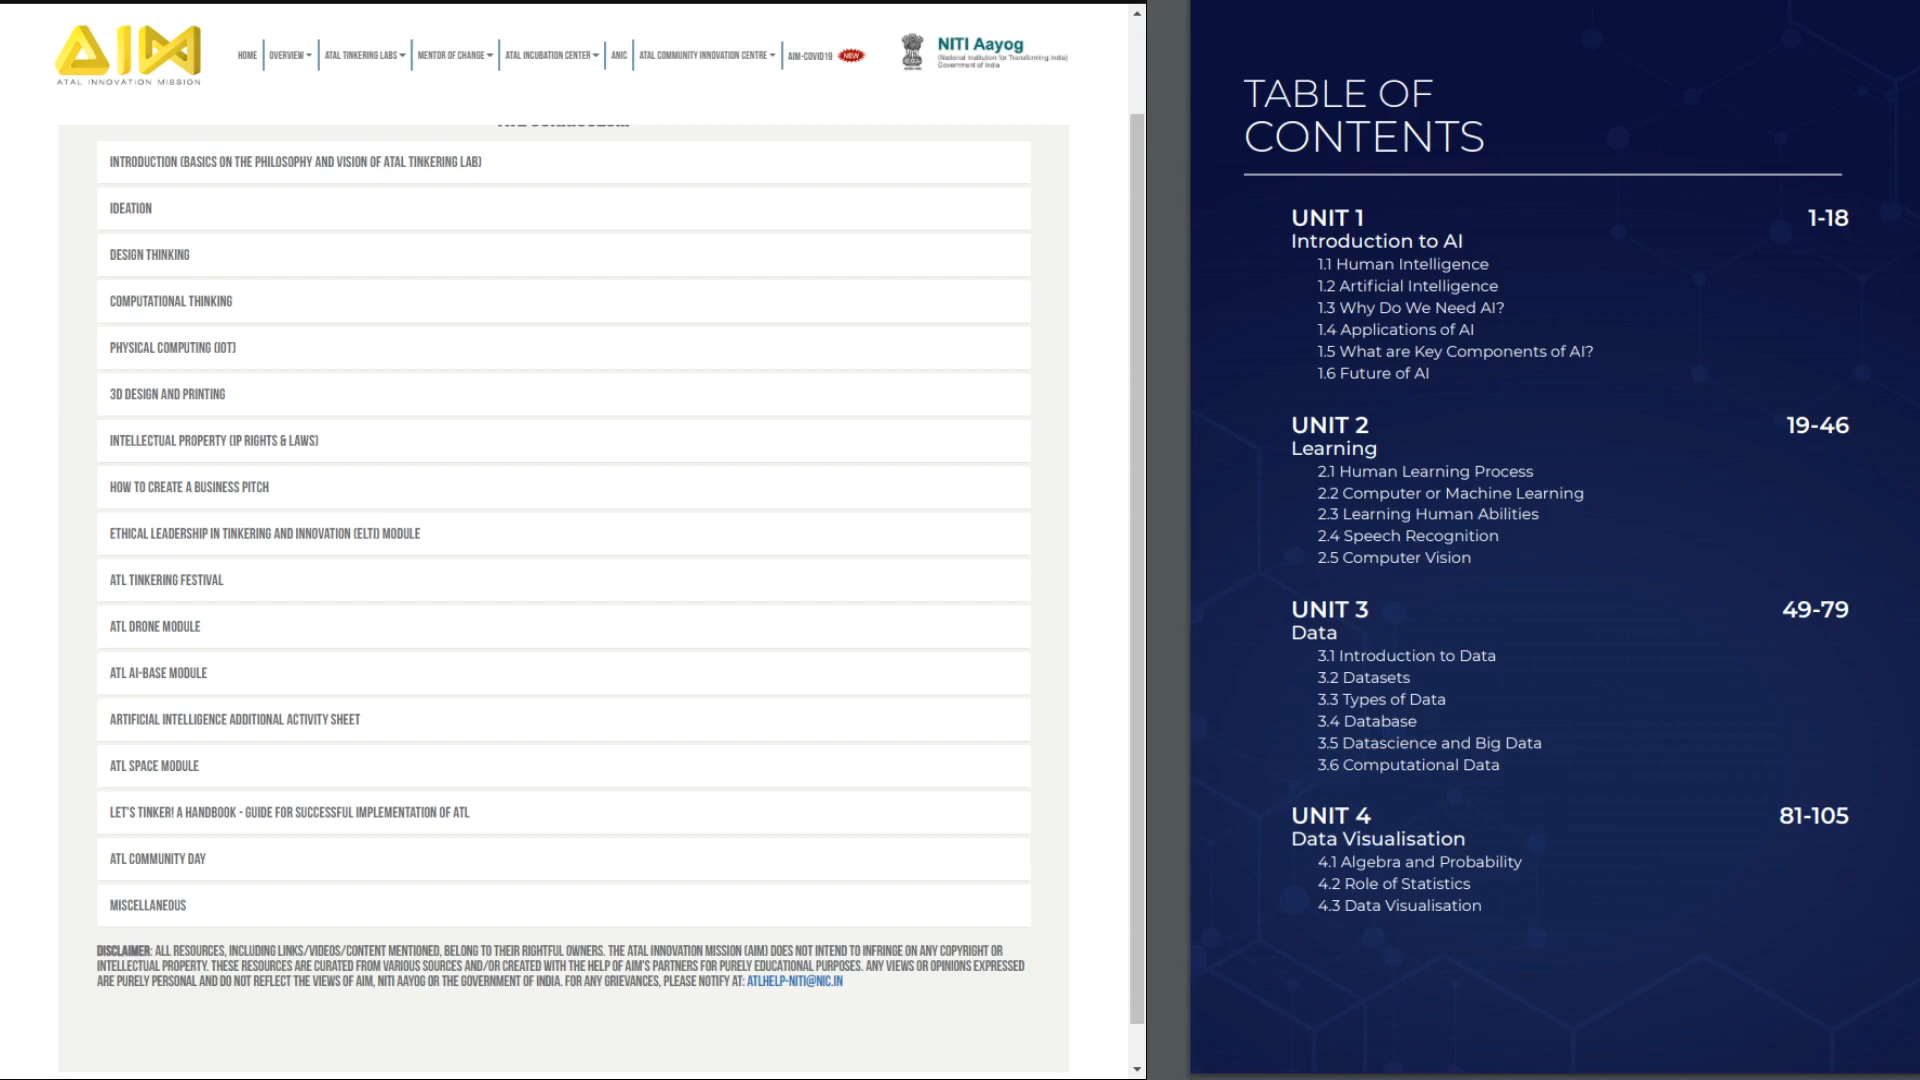 AIM
ATAL INNOVATION MISSION
HOME
OVERVIEW
ATAL TINKERING LABS
MENTOR OF CHANGE
ATAL INCUBATION CENTER
ANIC
ATAL COMMUNITY INNOVATION CENTRE
AIM-COVID19
NEW
NITI Aayog
(National Institution for Transforming India)
Government of India
INTRODUCTION (BASICS ON THE PHILOSOPHY AND VISION OF ATAL TINKERING LAB)
IDEATION
DESIGN THINKING
COMPUTATIONAL THINKING
PHYSICAL COMPUTING (IOT)
3D DESIGN AND PRINTING
INTELLECTUAL PROPERTY (IP RIGHTS & LAWS)
HOW TO CREATE A BUSINESS PITCH
ETHICAL LEADERSHIP IN TINKERING AND INNOVATION (ELTI) MODULE
ATL TINKERING FESTIVAL
ATL DRONE MODULE
ATL AI-BASE MODULE
ARTIFICIAL INTELLIGENCE ADDITIONAL ACTIVITY SHEET
ATL SPACE MODULE
LET'S TINKER! A HANDBOOK - GUIDE FOR SUCCESSFUL IMPLEMENTATION OF ATL
ATL COMMUNITY DAY
MISCELLANEOUS
DISCLAIMER: ALL RESOURCES, INCLUDING LINKS/VIDEOS/CONTENT MENTIONED, BELONG TO THEIR RIGHTFUL OWNERS. THE ATAL INNOVATION MISSION (AIM) DOES NOT INTEND TO INFRINGE ON ANY COPYRIGHT OR
INTELLECTUAL PROPERTY. THESE RESOURCES ARE CURATED FROM VARIOUS SOURCES AND/OR CREATED WITH THE HELP OF AIM'S PARTNERS FOR PURELY EDUCATIONAL PURPOSES. ANY VIEWS OR OPINIONS EXPRESSED
ARE PURELY PERSONAL AND DO NOT REFLECT THE VIEWS OF AIM, NITI AAYOG OR THE GOVERNMENT OF INDIA. FOR ANY GRIEVANCES, PLEASE NOTIFY AT: ATLHELP-NITI@NIC.IN
TABLE OF
CONTENTS
UNIT 1 1-18
Introduction to AI
1.1 Human Intelligence
1.2 Artificial Intelligence
1.3 Why Do We Need AI?
1.4 Applications of AI
1.5 What are Key Components of AI?
1.6 Future of AI
UNIT 2 19-46
Learning
2.1 Human Learning Process
2.2 Computer or Machine Learning
2.3 Learning Human Abilities
2.4 Speech Recognition
2.5 Computer Vision
UNIT 3 49-79
Data
3.1 Introduction to Data
3.2 Datasets
3.3 Types of Data
3.4 Database
3.5 Datascience and Big Data
3.6 Computational Data
UNIT 4 81-105
Data Visualisation
4.1 Algebra and Probability
4.2 Role of Statistics
4.3 Data Visualisation